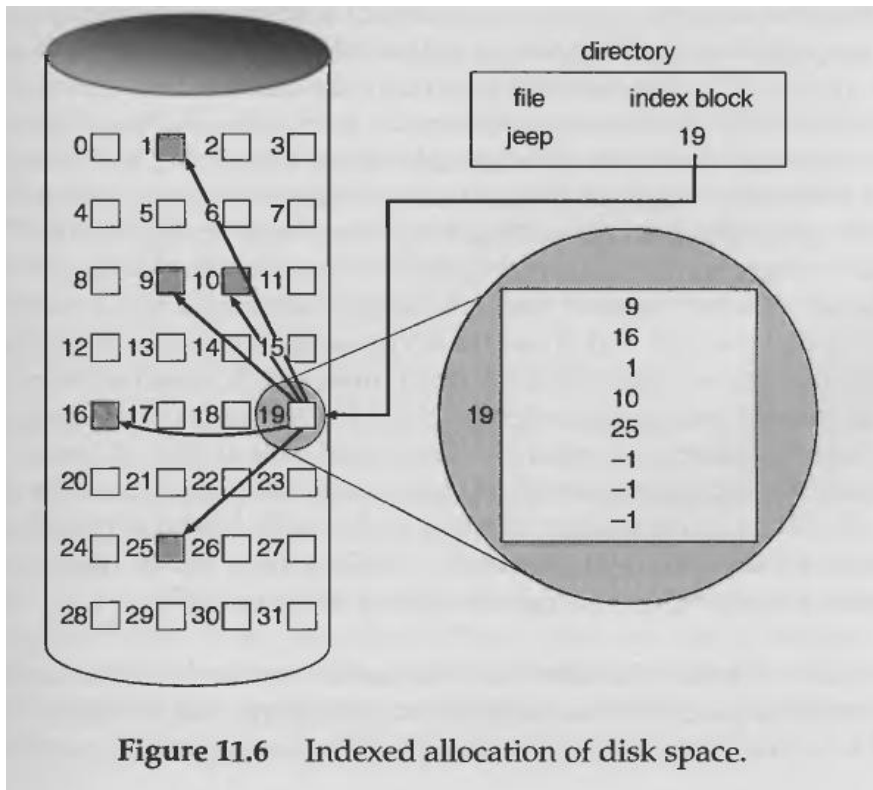 directory
file index block
jeep 19
0 1 2 3
4 5 6 7
8 9 10 11
12 13 14 15
16 17 18 19
20 21 22 23
24 25 26 27
28 29 30 31
19
9
16
1
10
25
–1
–1
–1
Figure 11.6 Indexed allocation of disk space.